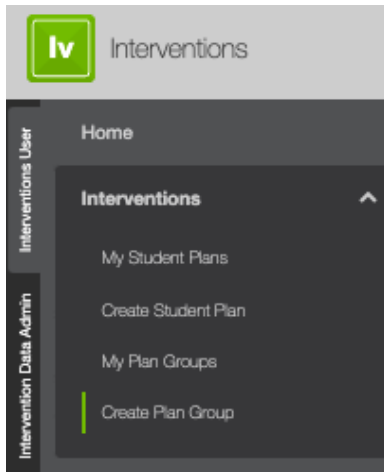 Iv
Interventions
Interventions User
Intervention Data Admin
Home
Interventions
My Student Plans
Create Student Plan
My Plan Groups
Create Plan Group